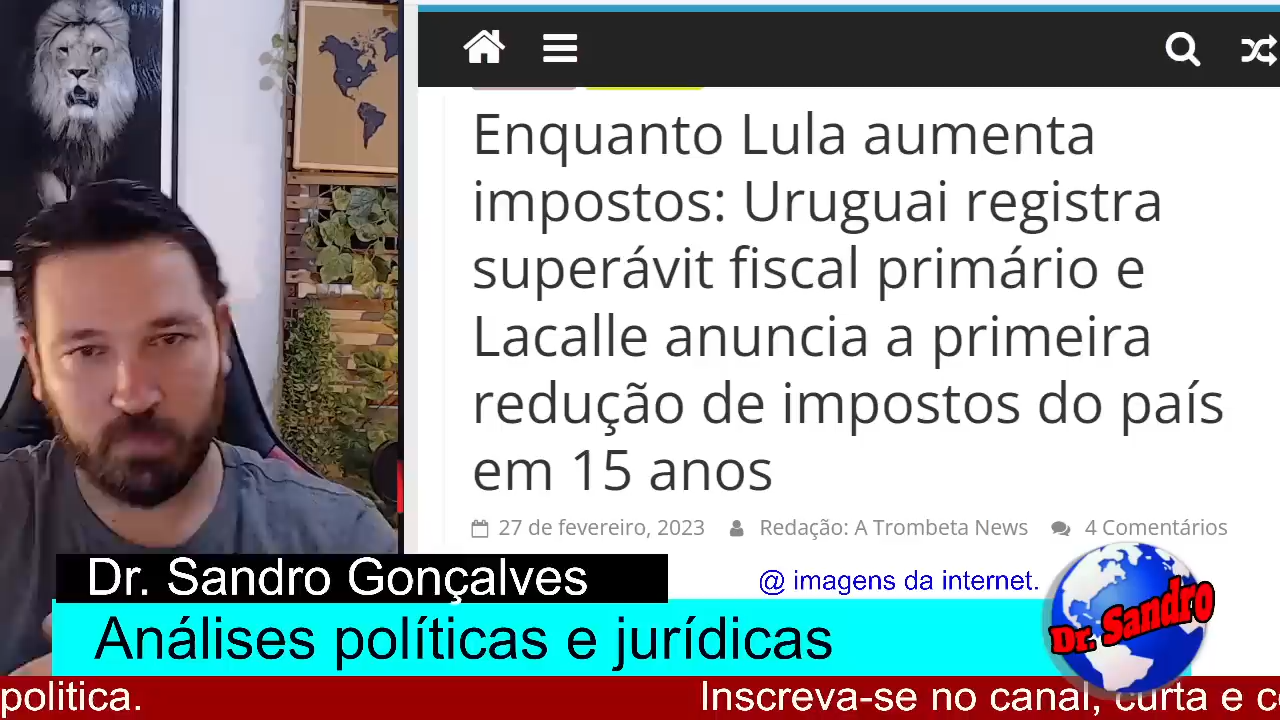 Enquanto Lula aumenta
impostos: Uruguai registra
superávit fiscal primário e
Lacalle anuncia a primeira
redução de impostos do país
em 15 anos
27 de fevereiro, 2023 Redação: A Trombeta News 4 Comentários
Dr. Sandro Gonçalves
@ imagens da internet.
Análises políticas e jurídicas
Dr. Sandro
politica. Inscreva-se no canal, curta e c